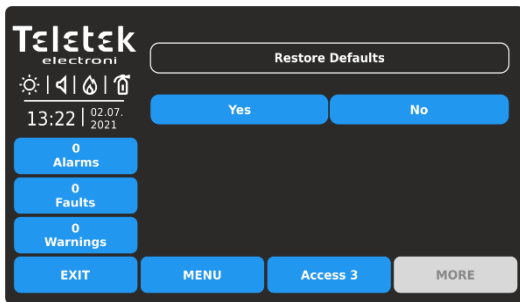 Teletek
electroni
Restore Defaults
13:22 02.07.
2021
Yes No
0
Alarms
0
Faults
0
Warnings
EXIT MENU Access 3 MORE